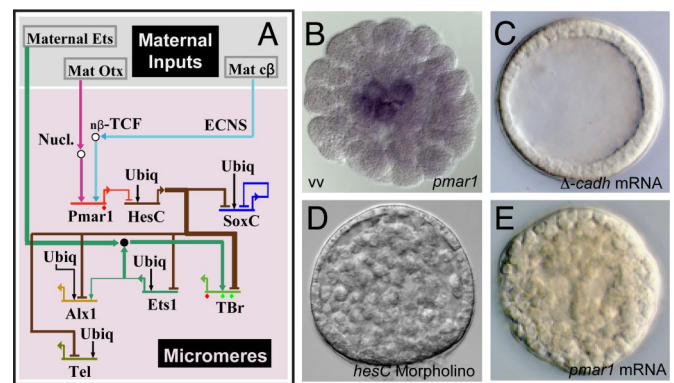 A
Maternal Ets
Maternal
Inputs
Mat Otx
Mat cβ
nβ-TCF
ECNS
Nucl.
Ubiq
Ubiq
Pmar1
HesC
SoxC
Ubiq
Ubiq
Alx1
Ets1
TBr
Ubiq
Tel
Micromeres
B
vv
pmar1
C
Δ-cadh mRNA
D
hesC Morpholino
E
pmar1 mRNA